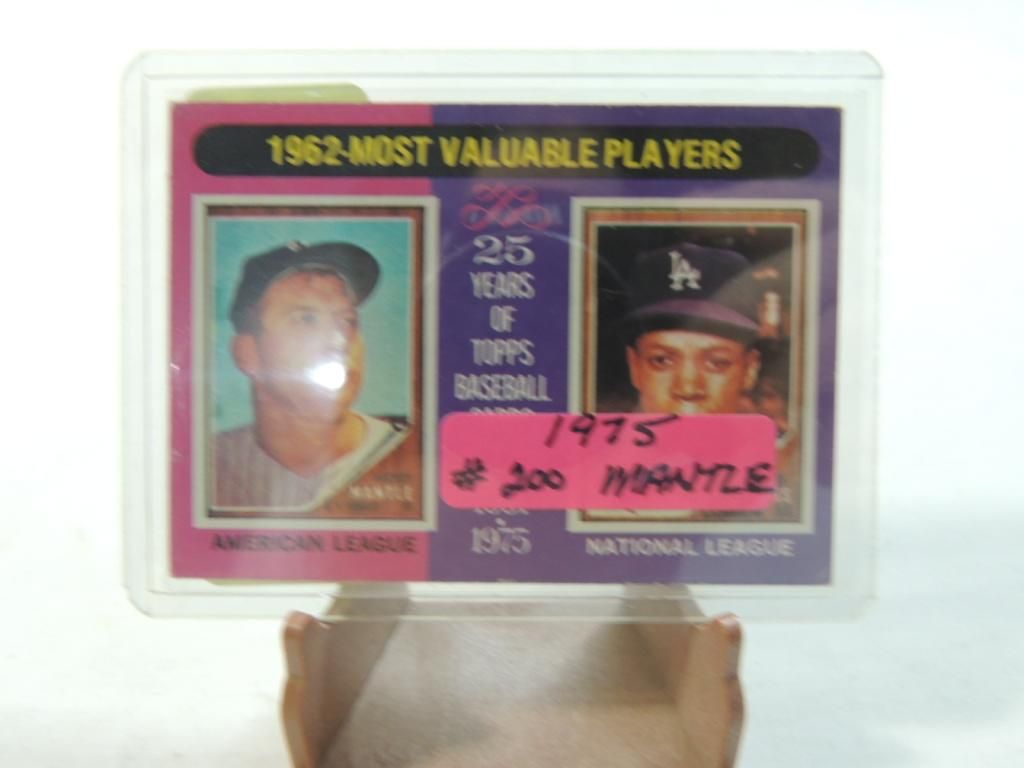 1962-MOST VALUABLE PLAYERS
25
YEARS
OF
TOPPS
BASEBALL
LA
MANTLE
1975
# 200 MANTLE
1975
AMERICAN LEAGUE
NATIONAL LEAGUE